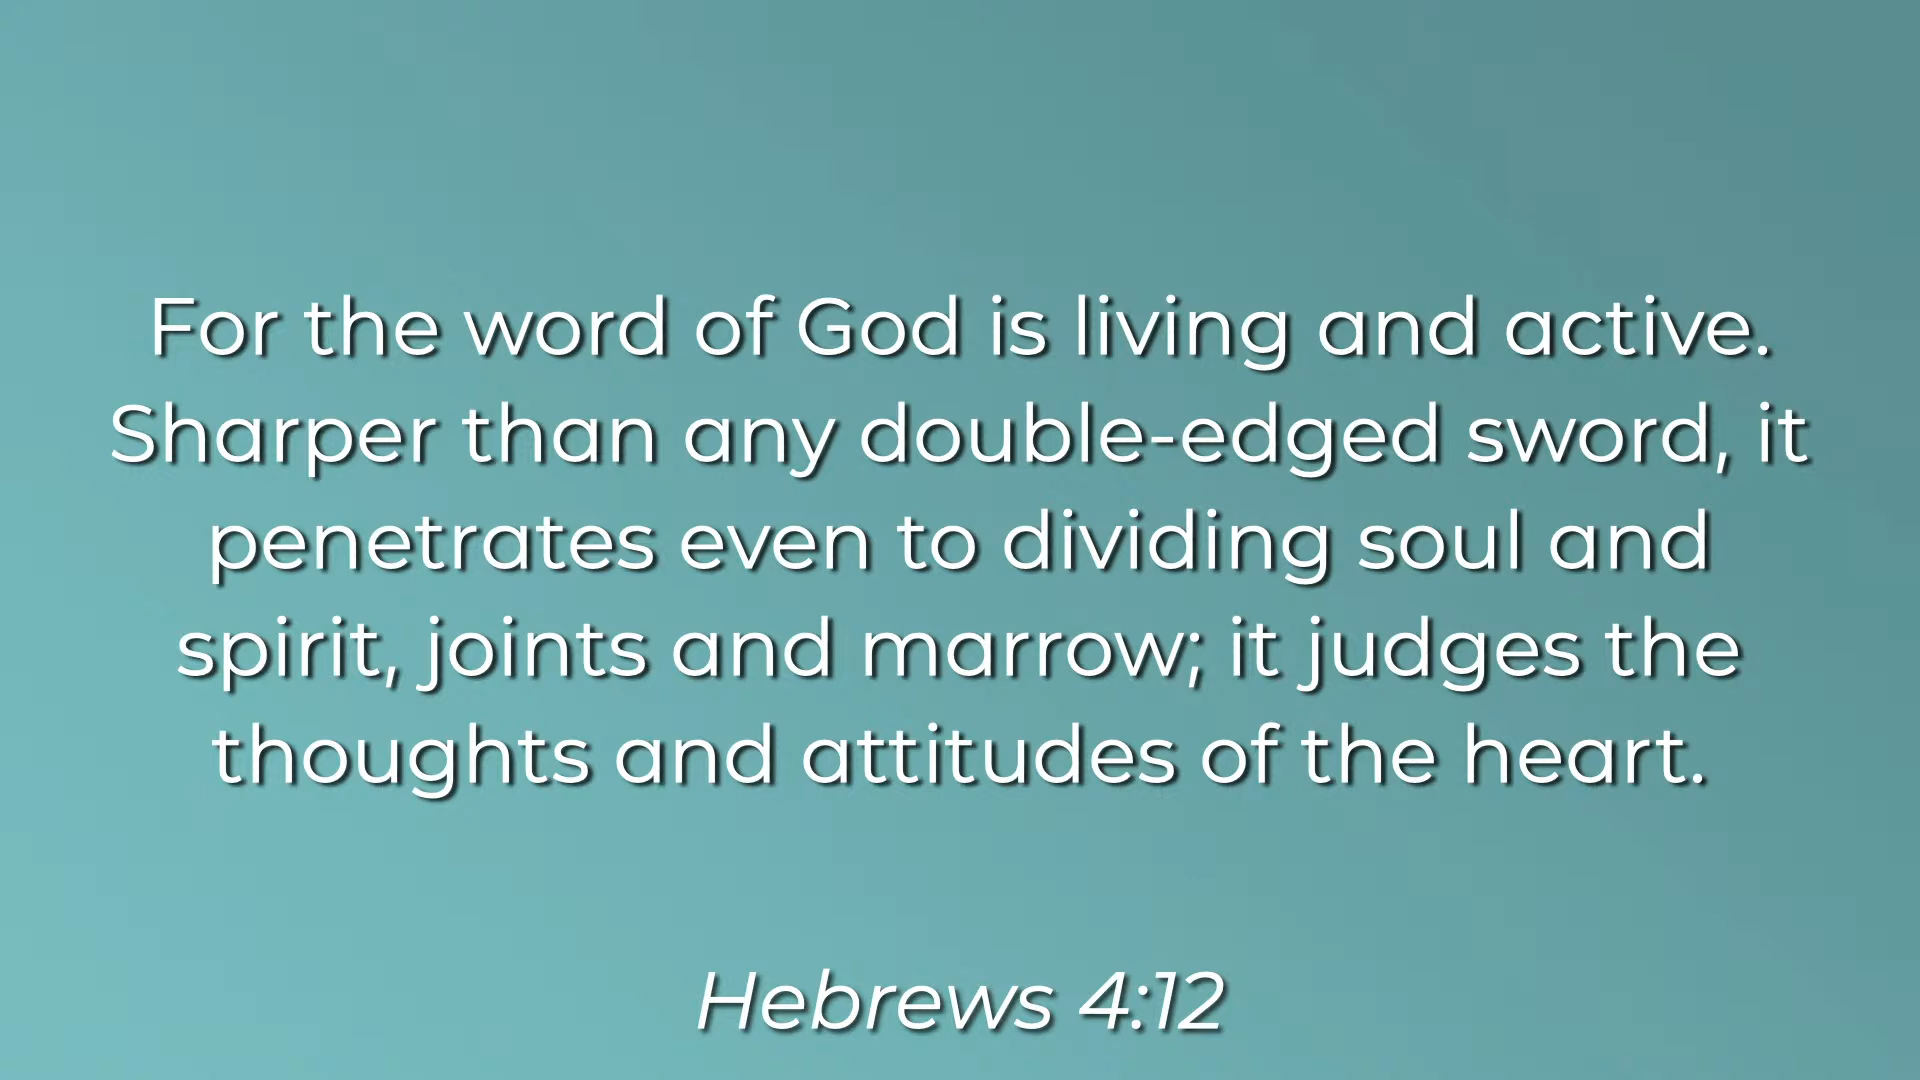 For the word of God is living and active.
Sharper than any double-edged sword, it
penetrates even to dividing soul and
spirit, joints and marrow; it judges the
thoughts and attitudes of the heart.
Hebrews 4:12